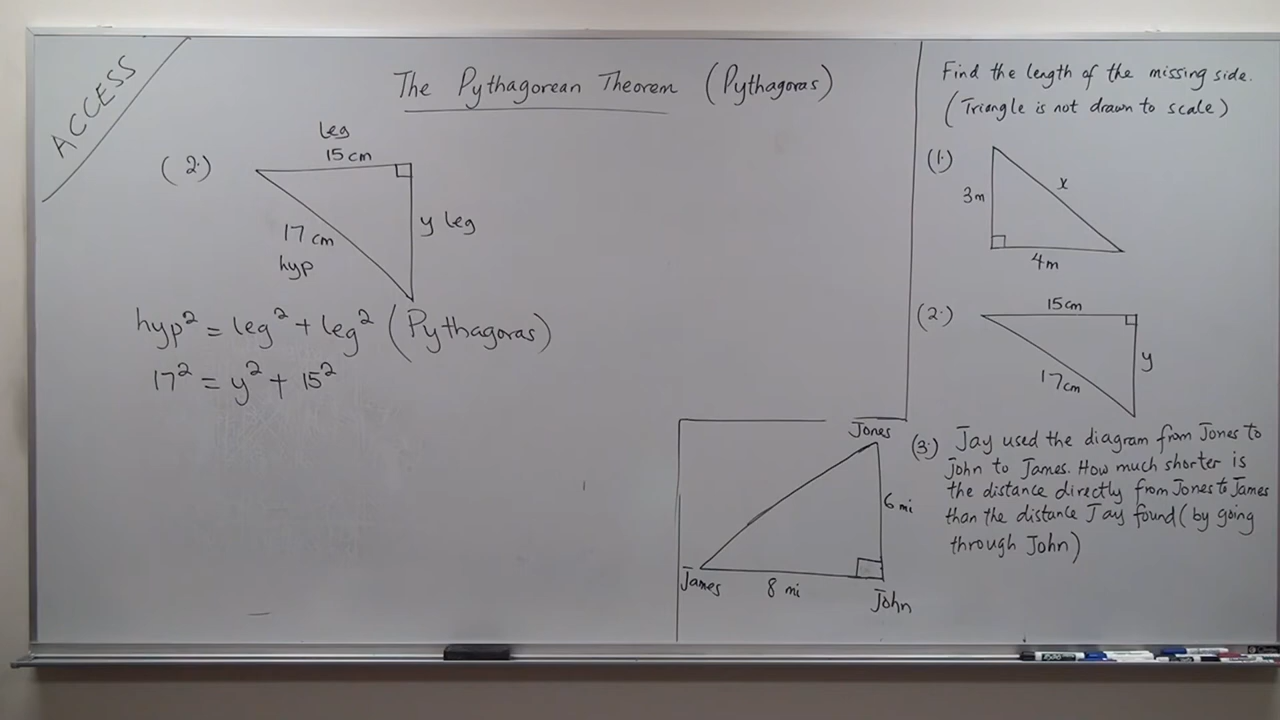 ACCESS
The Pythagorean Theorem (Pythagoras)
(2.)
leg
15 cm
y leg
17 cm
hyp
hyp² = leg² + leg² (Pythagoras)
17² = y² + 15²
Find the length of the missing side.
(Triangle is not drawn to scale)
(1.)
3m
x
4m
(2.)
15cm
y
17cm
(3.) Jay used the diagram from Jones to
John to James. How much shorter is
the distance directly from Jones to James
than the distance Jay found (by going
through John)
Jones
6 mi
James
8 mi
John